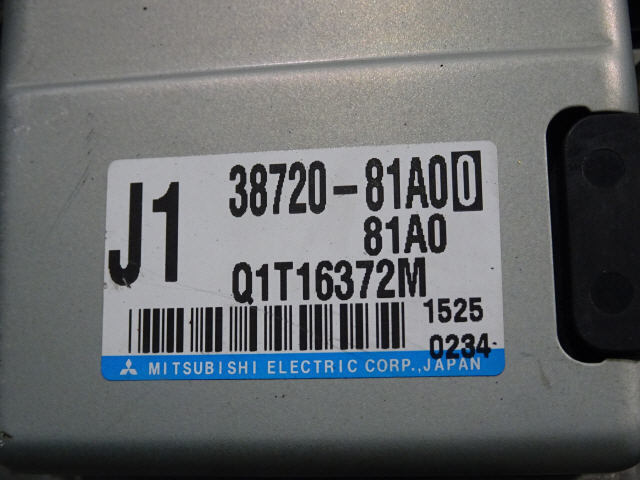 J1
38720-81A00
81A0
Q1T16372M
1525
0234
MITSUBISHI ELECTRIC CORP., JAPAN